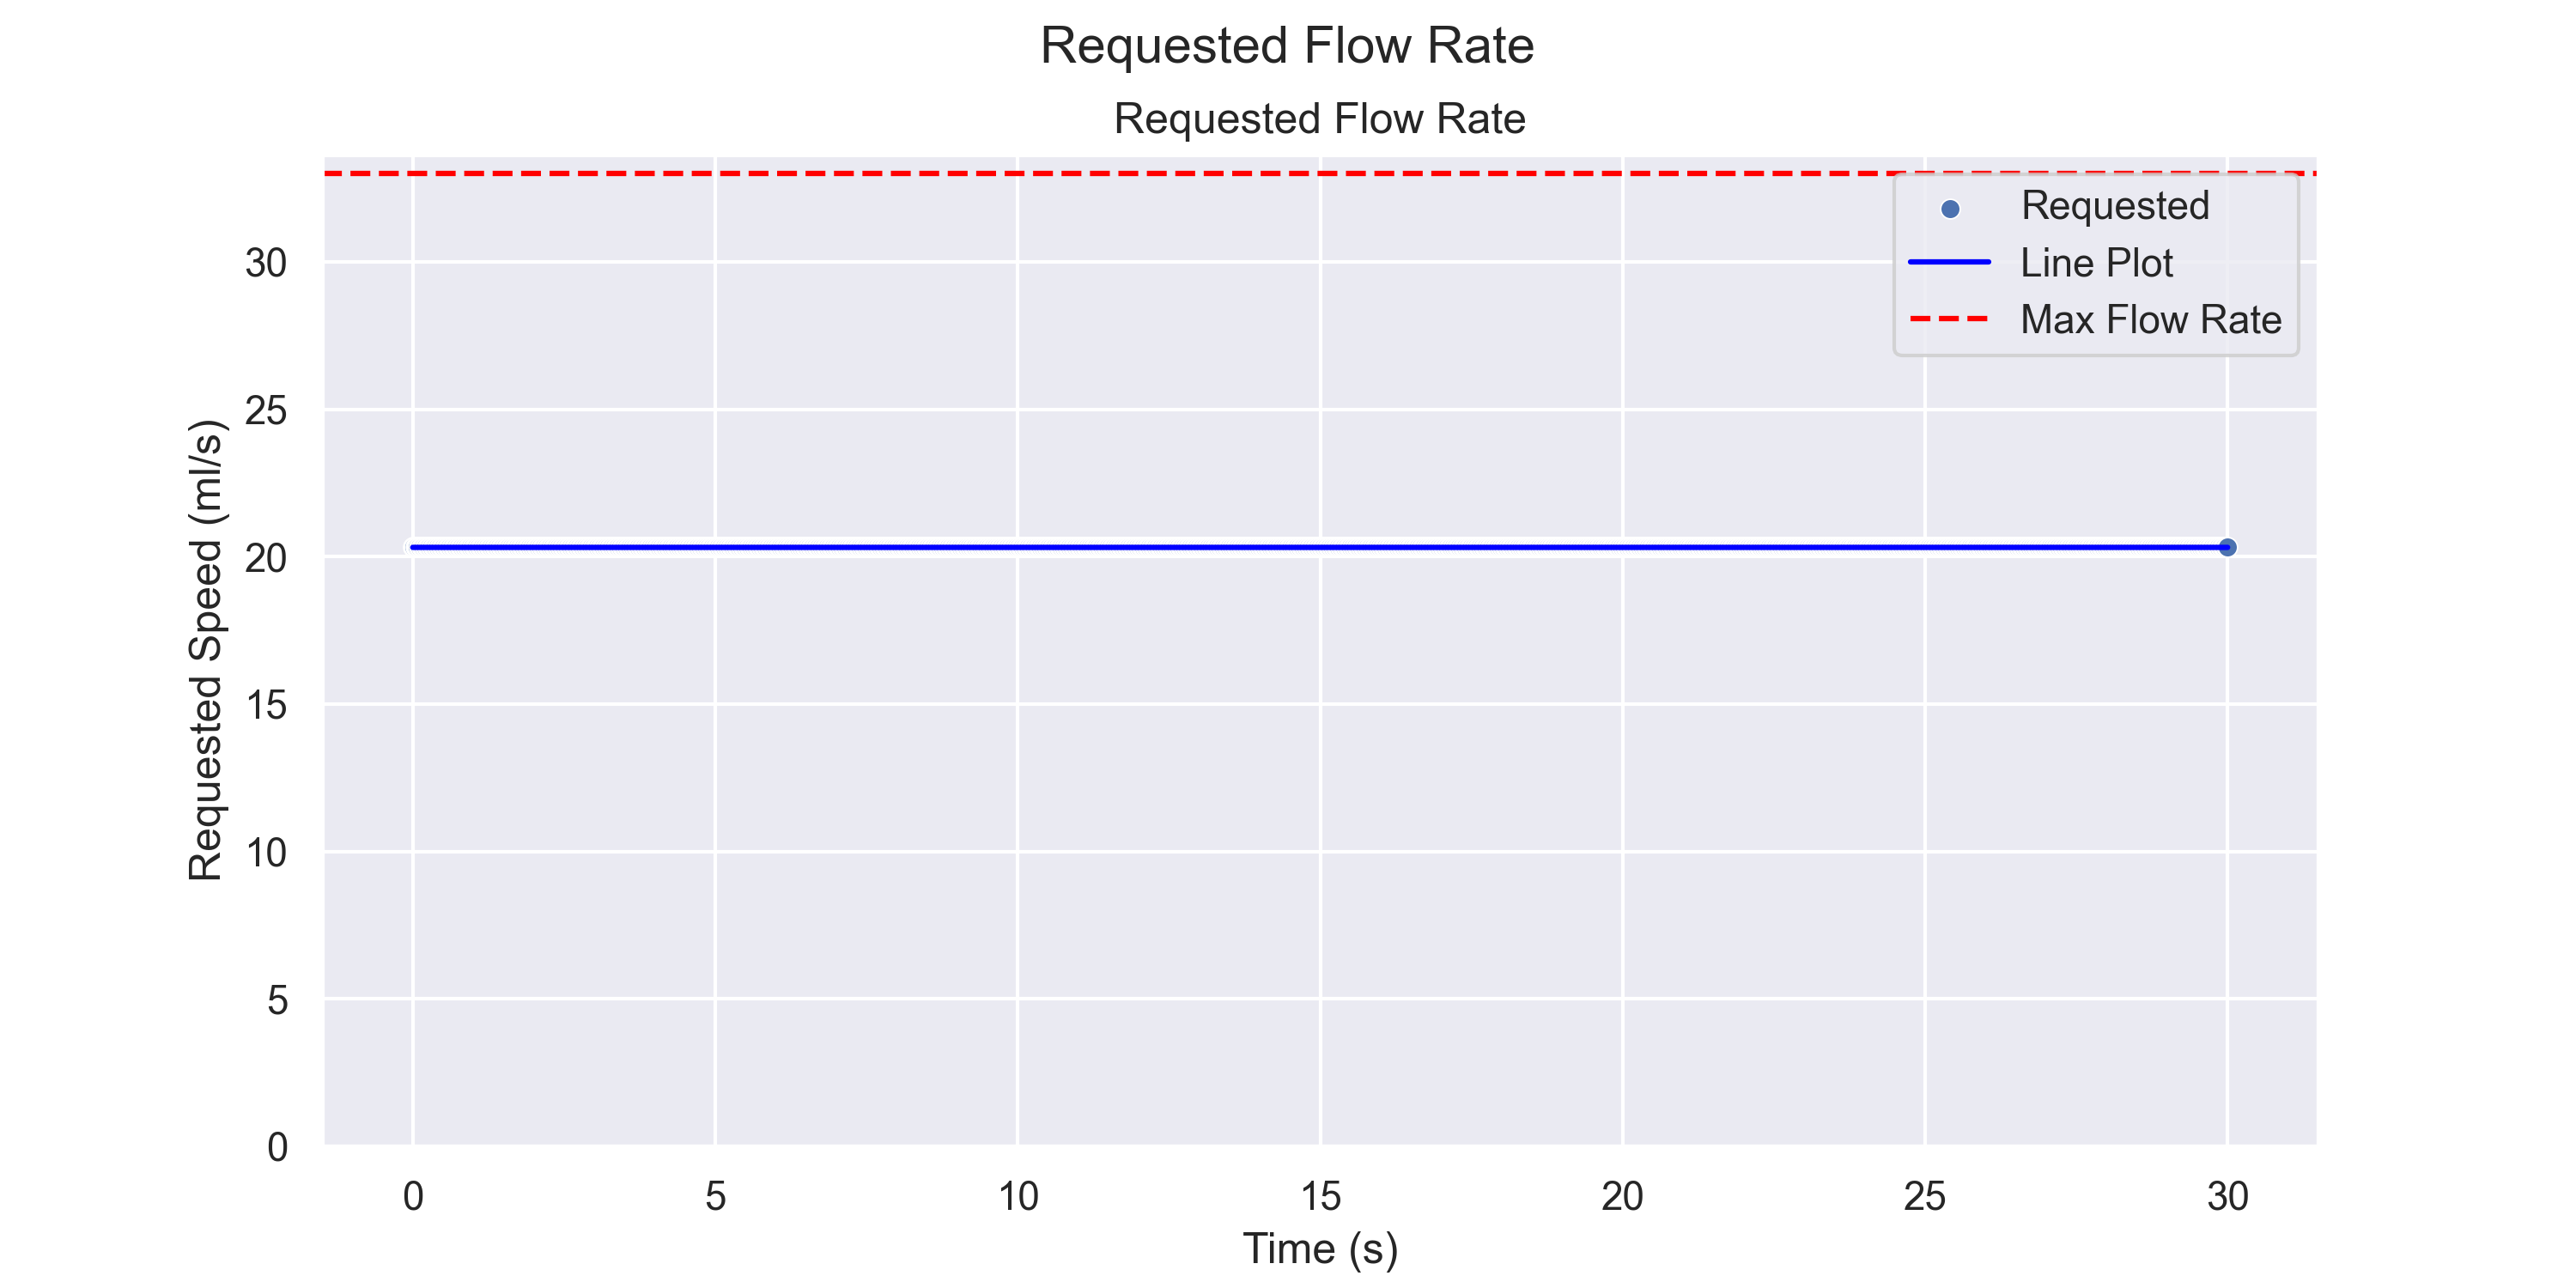 Requested Flow Rate
Requested Flow Rate
Requested
Line Plot
Max Flow Rate
Requested Speed (ml/s)
30
25
20
15
10
5
0
0 5 10 15 20 25 30
Time (s)